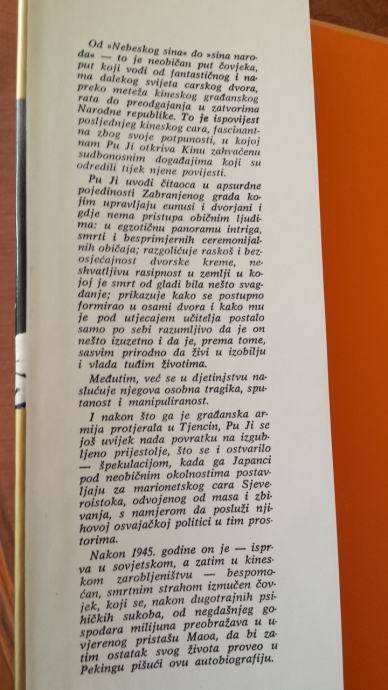 Od »Nebeskog sina« do »sina naro-
da« — to je neobičan put čovjeka,
put koji vodi od fantastičnog i na-
ma dalekog svijeta carskog dvora,
preko meteža kineskog građanskog
rata do preodgajanja u zatvorima
Narodne republike. To je ispovijest
posljednjeg kineskog cara, fascinant-
na zbog svoje potpunosti, u kojoj
nam Pu Ji otkriva Kinu zahvaćenu
sudbonosnim događajima koji su
odredili tijek njene povijesti.
Pu Ji uvodi čitaoca u apsurdne
pojedinosti Zabranjenog grada ko-
jim upravljaju eunusi i dvorjani i
gdje nema pristupa običnim ljudi-
ma: u egzotičnu panoramu intriga,
smrti i besprimjernih ceremonijal-
nih običaja; razgolićuje raskoš i bez-
osjećajnost dvorske kreme, ne-
shvatljivu rasipnost u zemlji u ko-
joj je smrt od gladi bila nešto svag-
danje; prikazuje kako se postupno
formirao u osami dvora i kako mu
je pod utjecajem učitelja postalo
samo po sebi razumljivo da je on
nešto izuzetno i da je, prema tome,
sasvim prirodno da živi u izobilju
i vlada tuđim životima.
Međutim, već se u djetinjstvu na-
slućuje njegova osobna tragika, spu-
tanost i manipuliranost.
I nakon što ga je građanska ar-
mija protjerala u Tjencin, Pu Ji se
još uvijek nada povratku na izgub-
ljeno prijestolje, što se i ostvarilo
— špekulacijom, kada ga Japanci
pod neobičnim okolnostima postav-
ljaju za marionetskog cara Sjeve-
roistoka, odvojenog od masa i zbi-
vanja, s namjerom da posluži nji-
hovoj osvajačkoj politici u tim pros-
torima.
Nakon 1945. godine on je — ispr-
va u sovjetskom, a zatim u kines-
kom zarobljeništvu — bespomo-
ćan, smrtnim strahom izmučen čov-
jek, koji se, nakon dugotrajnih psi-
hičkih sukoba, od negdašnjeg go-
spodara milijuna preobražava u u-
vjerenog pristašu Maoa, da bi za-
tim ostatak svog života proveo u
Pekingu pišući ovu autobiografiju.